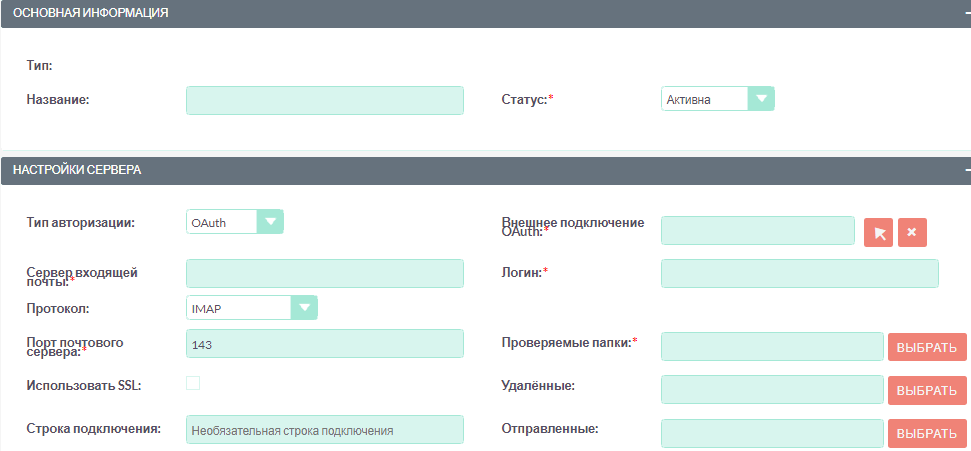 ОСНОВНАЯ ИНФОРМАЦИЯ
Тип:
Название:
Статус:*
Активна
НАСТРОЙКИ СЕРВЕРА
Тип авторизации:
OAuth
Внешнее подключение
OAuth:*
Сервер входящей
почты:*
Логин:*
Протокол:
IMAP
Порт почтового
сервера:*
143
Проверяемые папки:*
ВЫБРАТЬ
Использовать SSL:
Удалённые:
ВЫБРАТЬ
Строка подключения:
Необязательная строка подключения
Отправленные:
ВЫБРАТЬ